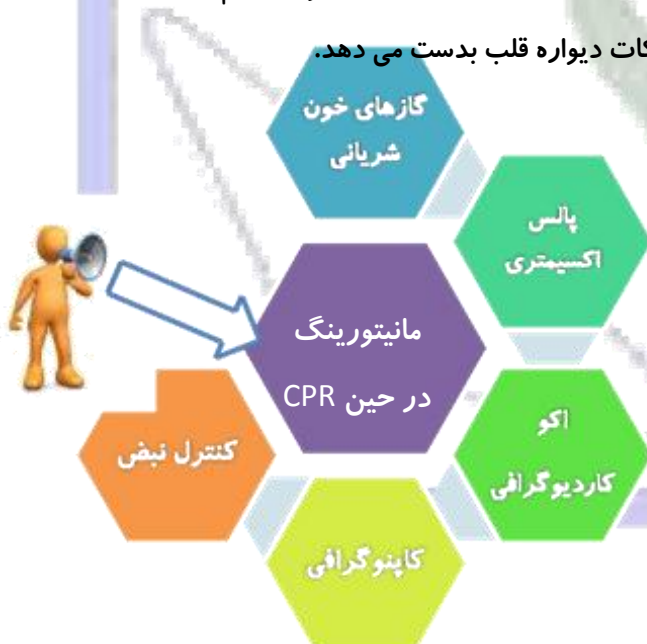 دیواره قلب بدست می دهد.
گازهای خون
شریانی
پالس
اکسیمتری
مانیتورینگ
در حین CPR
اکو
کاردیوگرافی
کنترل نبض
کاپنوگرافی